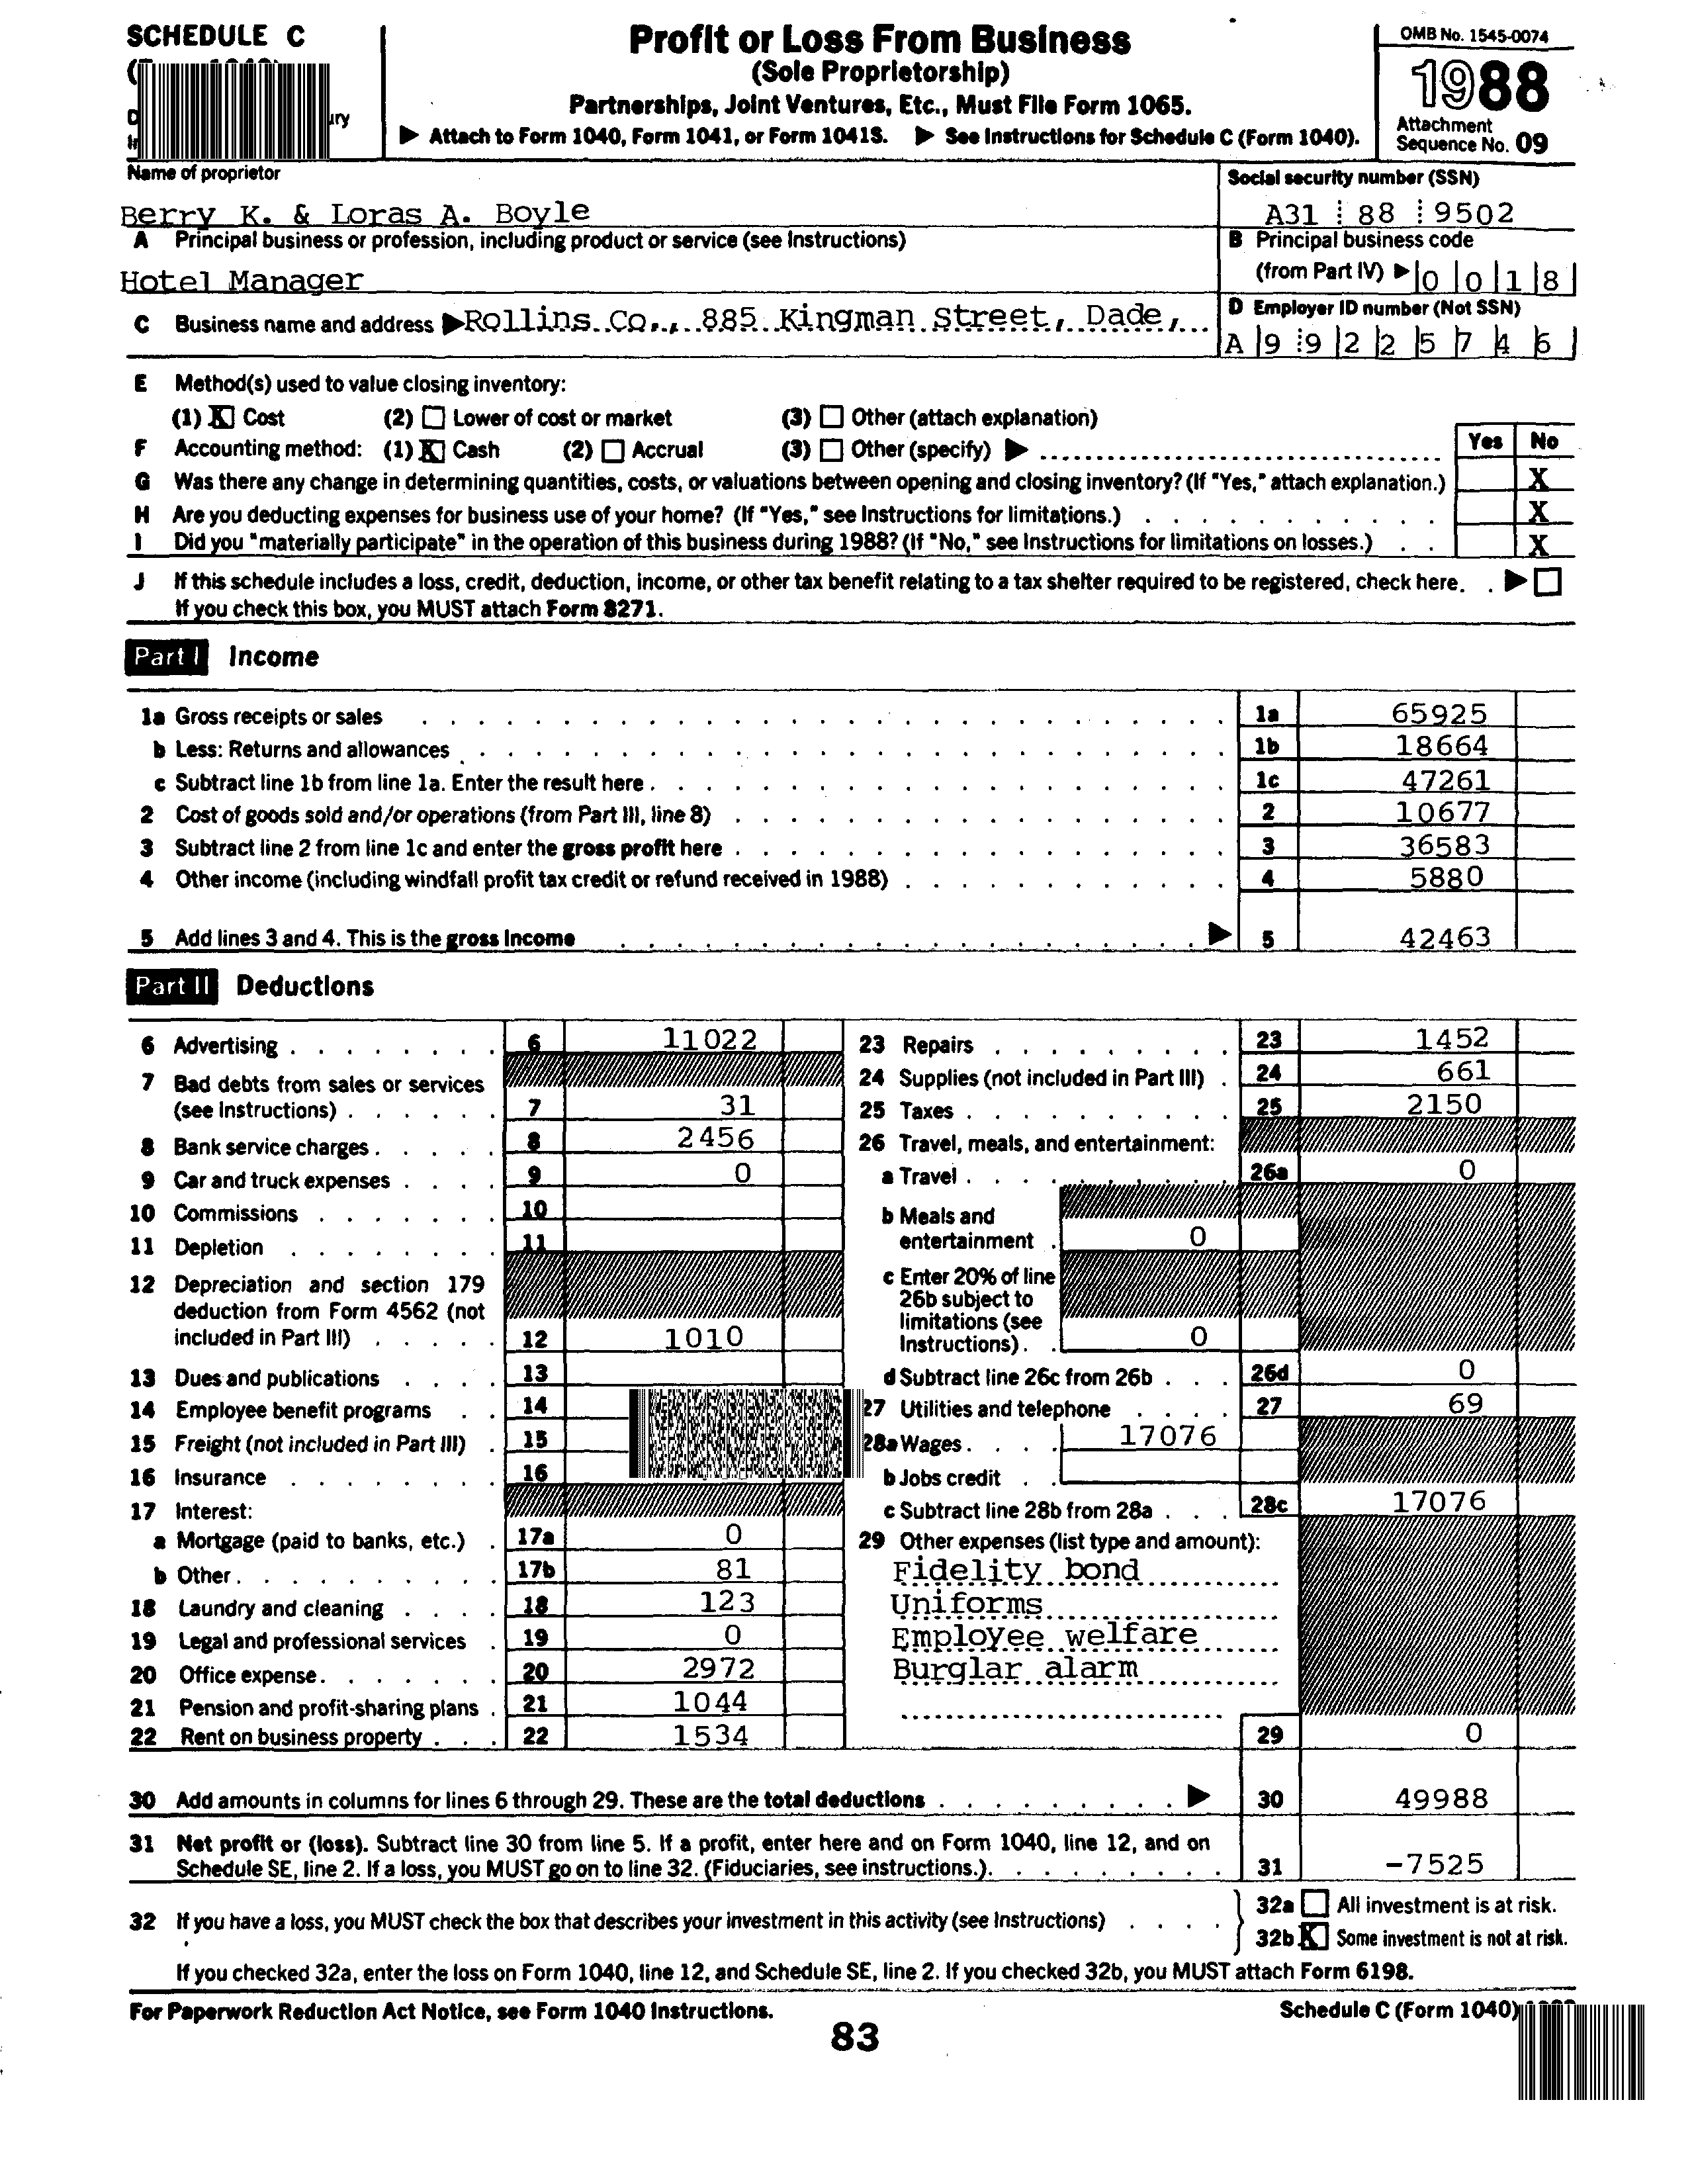 SCHEDULE C
Profit or Loss From Business
(Sole Proprietorship)
Partnerships, Joint Ventures, Etc., Must File Form 1065.
▶ Attach to Form 1040, Form 1041, or Form 1041S. ▶ See Instructions for Schedule C (Form 1040).
OMB No. 1545-0074
1988
Attachment
Sequence No. 09
Name of proprietor
Berry K. & Loras A. Boyle
Social security number (SSN)
A31 88 9502
A Principal business or profession, including product or service (see Instructions)
Hotel Manager
B Principal business code
(from Part IV) ▶ 0 0 1 8
C Business name and address ▶ Rollins Co., 885 Kingman Street, Dade,
D Employer ID number (Not SSN)
A 9 9 2 2 5 7 4 6
E Method(s) used to value closing inventory:
(1) X Cost (2) ☐ Lower of cost or market (3) ☐ Other (attach explanation)
F Accounting method: (1) X Cash (2) ☐ Accrual (3) ☐ Other (specify) ▶
Yes No
G Was there any change in determining quantities, costs, or valuations between opening and closing inventory? (If "Yes," attach explanation.) X
H Are you deducting expenses for business use of your home? (If "Yes," see Instructions for limitations.) X
I Did you "materially participate" in the operation of this business during 1988? (If "No," see Instructions for limitations on losses.) X
J If this schedule includes a loss, credit, deduction, income, or other tax benefit relating to a tax shelter required to be registered, check here. ▶ ☐
If you check this box, you MUST attach Form 8271.
Part I Income
1a Gross receipts or sales 1a 65925
b Less: Returns and allowances 1b 18664
c Subtract line 1b from line 1a. Enter the result here 1c 47261
2 Cost of goods sold and/or operations (from Part III, line 8) 2 10677
3 Subtract line 2 from line 1c and enter the gross profit here 3 36583
4 Other income (including windfall profit tax credit or refund received in 1988) 4 5880
5 Add lines 3 and 4. This is the gross income ▶ 5 42463
Part II Deductions
6 Advertising 6 11022
7 Bad debts from sales or services
(see Instructions) 7 31
8 Bank service charges 8 2456
9 Car and truck expenses 9 0
10 Commissions 10
11 Depletion 11
12 Depreciation and section 179
deduction from Form 4562 (not
included in Part III) 12 1010
13 Dues and publications 13
14 Employee benefit programs 14
15 Freight (not included in Part III) 15
16 Insurance 16
17 Interest:
a Mortgage (paid to banks, etc.) 17a 0
b Other 17b 81
18 Laundry and cleaning 18 123
19 Legal and professional services 19 0
20 Office expense 20 2972
21 Pension and profit-sharing plans 21 1044
22 Rent on business property 22 1534
23 Repairs 23 1452
24 Supplies (not included in Part III) 24 661
25 Taxes 25 2150
26 Travel, meals, and entertainment:
a Travel 26a 0
b Meals and
entertainment 0
c Enter 20% of line
26b subject to
limitations (see
Instructions). 0
d Subtract line 26c from 26b 26d 0
27 Utilities and telephone 27 69
28a Wages 17076
b Jobs credit
c Subtract line 28b from 28a 28c 17076
29 Other expenses (list type and amount):
Fidelity bond
Uniforms
Employee welfare
Burglar alarm
29 0
30 Add amounts in columns for lines 6 through 29. These are the total deductions ▶ 30 49988
31 Net profit or (loss). Subtract line 30 from line 5. If a profit, enter here and on Form 1040, line 12, and on
Schedule SE, line 2. If a loss, you MUST go on to line 32. (Fiduciaries, see instructions.) 31 -7525
32 If you have a loss, you MUST check the box that describes your investment in this activity (see Instructions)
32a ☐ All investment is at risk.
32b X Some investment is not at risk.
If you checked 32a, enter the loss on Form 1040, line 12, and Schedule SE, line 2. If you checked 32b, you MUST attach Form 6198.
For Paperwork Reduction Act Notice, see Form 1040 Instructions.
Schedule C (Form 1040)
83